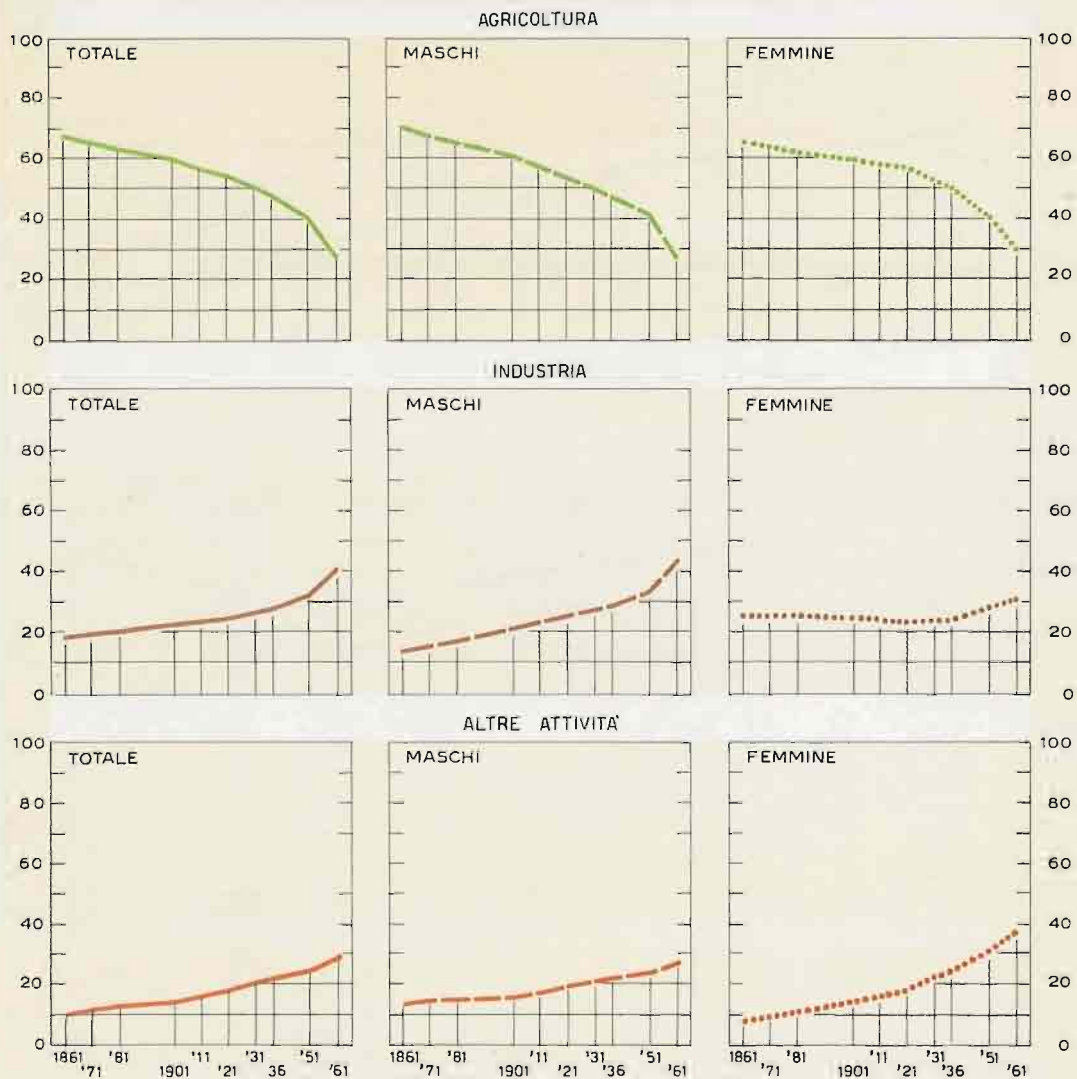 AGRICOLTURA
100 TOTALE MASCHI FEMMINE 100
80 80
60 60
40 40
20 20
0 0
INDUSTRIA
100 TOTALE MASCHI FEMMINE 100
80 80
60 60
40 40
20 20
0 0
ALTRE ATTIVITA'
100 TOTALE MASCHI FEMMINE 100
80 80
60 60
40 40
20 20
0 0
1861 '81 '11 '31 '51 1861 '81 '11 '31 '51 1861 '81 '11 '31 '51
'71 1901 '21 36 '61 '71 1901 '21 '36 '61 '71 1901 '21 '36 '61